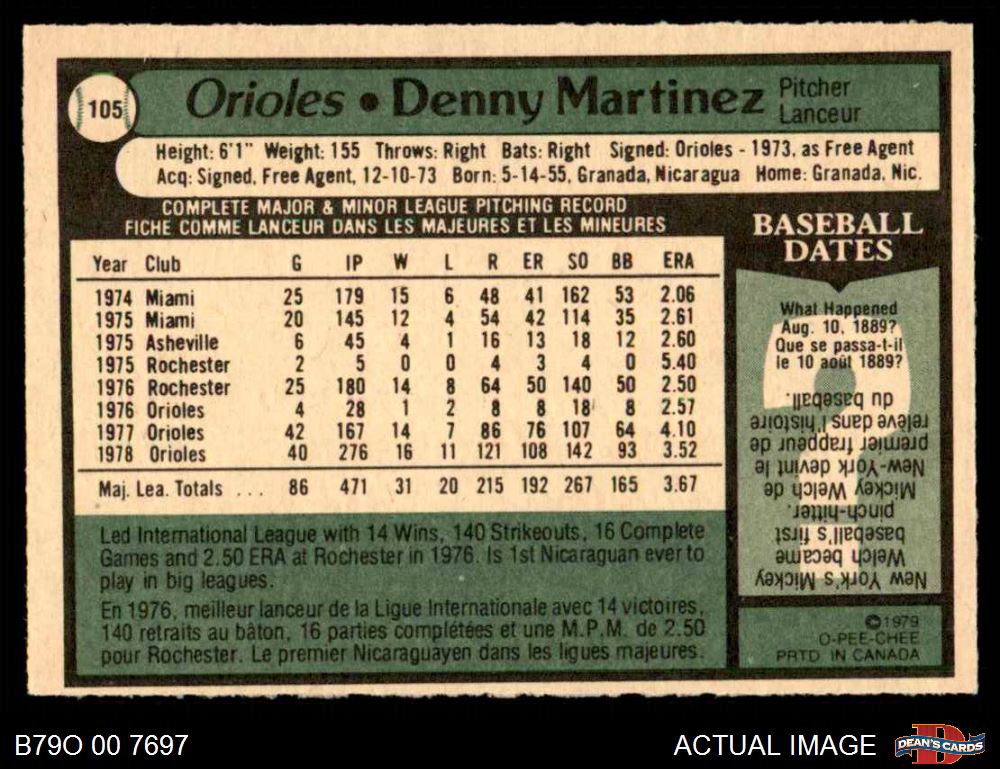 105
Orioles • Denny Martinez Pitcher
Lanceur
Height: 6'1" Weight: 155 Throws: Right Bats: Right Signed: Orioles - 1973, as Free Agent
Acq: Signed, Free Agent, 12-10-73 Born: 5-14-55, Granada, Nicaragua Home: Granada, Nic.
COMPLETE MAJOR & MINOR LEAGUE PITCHING RECORD
FICHE COMME LANCEUR DANS LES MAJEURES ET LES MINEURES
Year Club G IP W L R ER SO BB ERA
1974 Miami 25 179 15 6 48 41 162 53 2.06
1975 Miami 20 145 12 4 54 42 114 35 2.61
1975 Asheville 6 45 4 1 16 13 18 12 2.60
1975 Rochester 2 5 0 0 4 3 4 0 5.40
1976 Rochester 25 180 14 8 64 50 140 50 2.50
1976 Orioles 4 28 1 2 8 8 18 8 2.57
1977 Orioles 42 167 14 7 86 76 107 64 4.10
1978 Orioles 40 276 16 11 121 108 142 93 3.52
Maj. Lea. Totals ... 86 471 31 20 215 192 267 165 3.67
Led International League with 14 Wins, 140 Strikeouts, 16 Complete
Games and 2.50 ERA at Rochester in 1976. Is 1st Nicaraguan ever to
play in big leagues.
En 1976, meilleur lanceur de la Ligue Internationale avec 14 victoires,
140 retraits au bâton, 16 parties complétées et une M.P.M. de 2.50
pour Rochester. Le premier Nicaraguayen dans les ligues majeures.
BASEBALL
DATES
What Happened
Aug. 10, 1889?
Que se passa-t-il
le 10 août 1889?
New York's Mickey
Welch became
baseball's first
pinch-hitter.
Mickey Welch de
New-York devint le
premier frappeur de
relève dans l'histoire
du baseball.
©1979
O-PEE-CHEE
PRTD IN CANADA
B79O 00 7697
ACTUAL IMAGE
D
DEAN'S CARDS